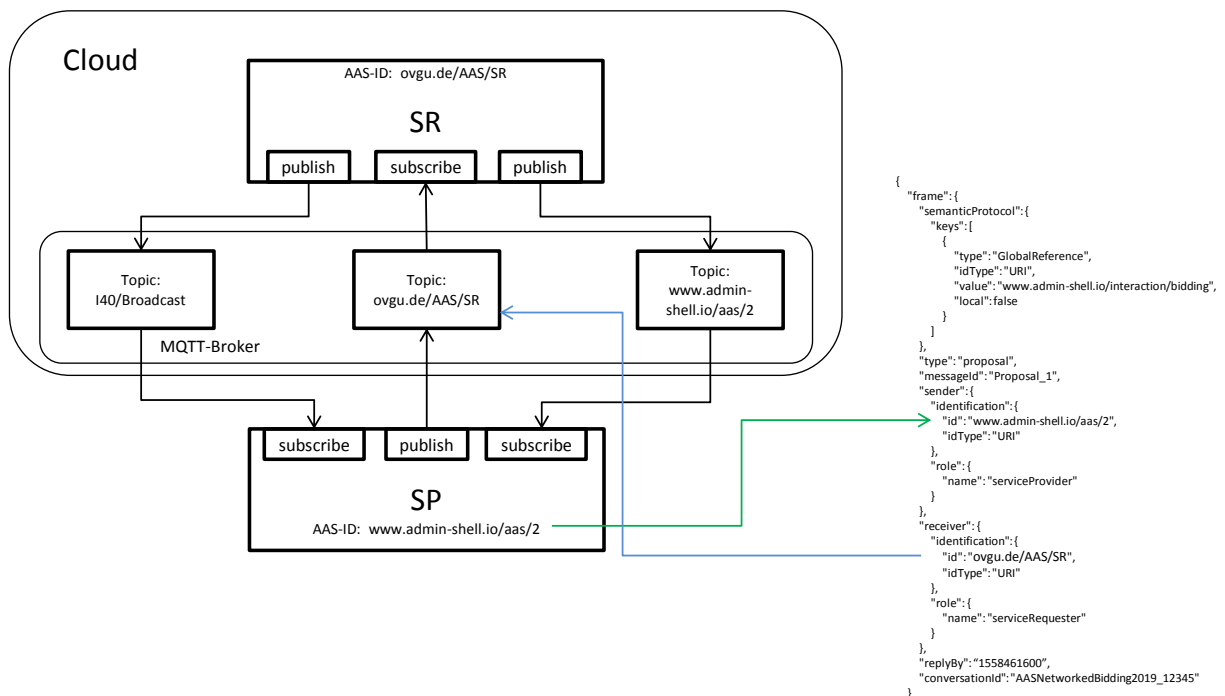 Cloud
AAS-ID: ovgu.de/AAS/SR
SR
publish
subscribe
publish
Topic:
I40/Broadcast
Topic:
ovgu.de/AAS/SR
Topic:
www.admin-
shell.io/aas/2
MQTT-Broker
subscribe
publish
subscribe
SP
AAS-ID: www.admin-shell.io/aas/2
{
"frame":{
"semanticProtocol":{
"keys":[
{
"type":"GlobalReference",
"idType":"URI",
"value":"www.admin-shell.io/interaction/bidding",
"local":false
}
]
},
"type":"proposal",
"messageId":"Proposal_1",
"sender":{
"identification":{
"id":"www.admin-shell.io/aas/2",
"idType":"URI"
},
"role":{
"name":"serviceProvider"
}
},
"receiver":{
"identification":{
"id":"ovgu.de/AAS/SR",
"idType":"URI"
},
"role":{
"name":"serviceRequester"
}
},
"replyBy":“1558461600”,
"conversationId":"AASNetworkedBidding2019_12345"
}